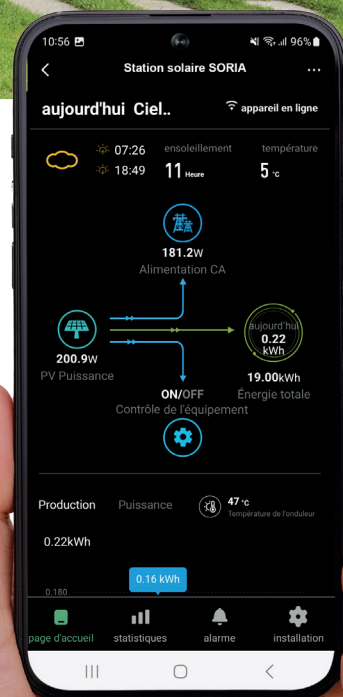 10:56 96%
Station solaire SORIA
aujourd'hui Ciel.. appareil en ligne
07:26 ensoleillement température
18:49 11 Heure 5 °C
181.2W
Alimentation CA
aujourd'hui
0.22
kWh
200.9W
PV Puissance
19.00kWh
Énergie totale
ON/OFF
Contrôle de l'équipement
Production Puissance 47 °C
Température de l'onduleur
0.22kWh
0.16 kWh
0.180
page d'accueil statistiques alarme installation